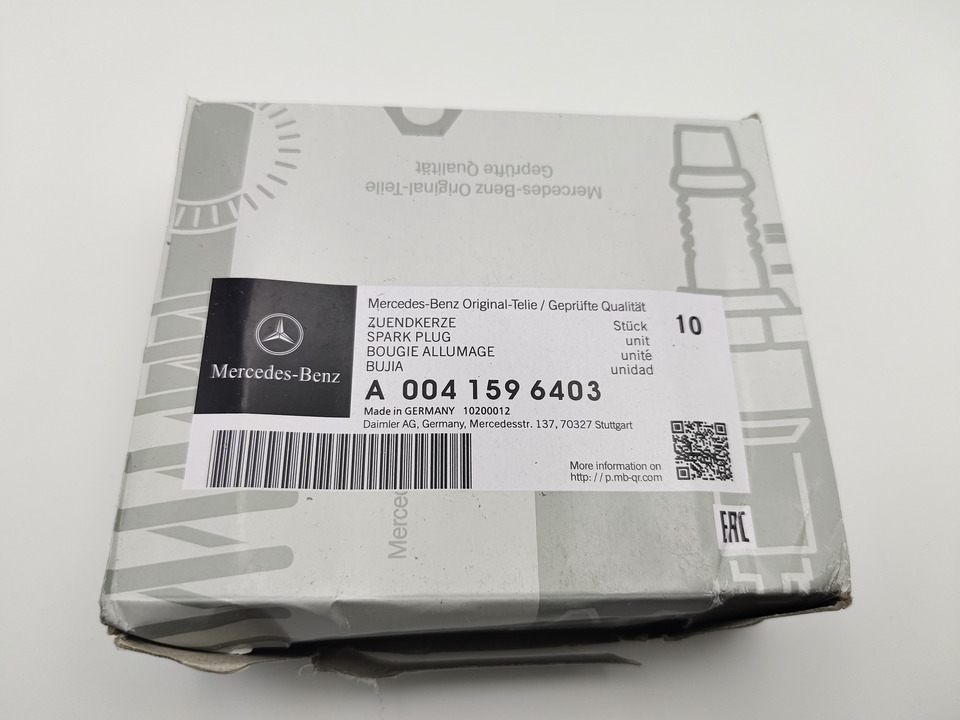 Mercedes-Benz Original-Teile
Geprüfte Qualität
Mercedes-Benz Original-Telie / Geprüfte Qualität
ZUENDKERZE
SPARK PLUG
BOUGIE ALLUMAGE
BUJIA
Stück 10
unit
unité
unidad
Mercedes-Benz
A 004 159 6403
Made in GERMANY 10200012
Daimler AG, Germany, Mercedesstr. 137, 70327 Stuttgart
More information on
http: / / p.mb-qr.com
EAC
Merced